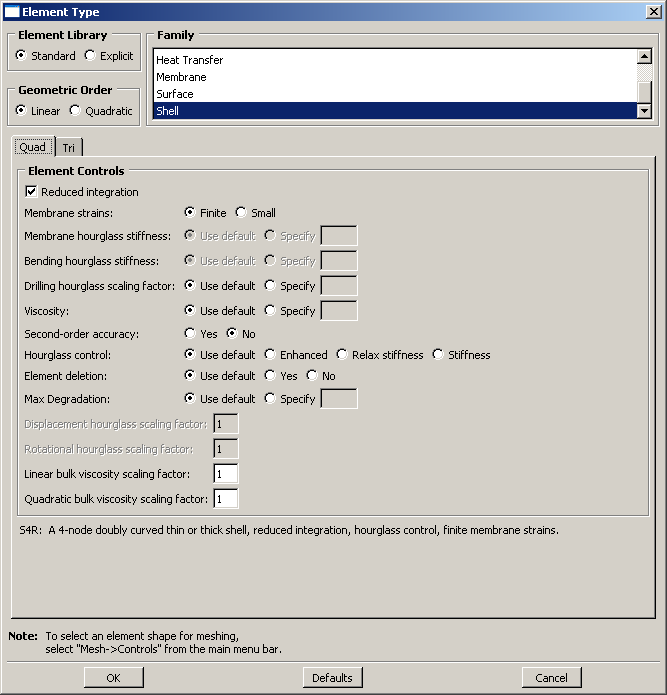 Element Type
Element Library
Standard Explicit
Geometric Order
Linear Quadratic
Family
Heat Transfer
Membrane
Surface
Shell
Quad Tri
Element Controls
Reduced integration
Membrane strains: Finite Small
Membrane hourglass stiffness: Use default Specify
Bending hourglass stiffness: Use default Specify
Drilling hourglass scaling factor: Use default Specify
Viscosity: Use default Specify
Second-order accuracy: Yes No
Hourglass control: Use default Enhanced Relax stiffness Stiffness
Element deletion: Use default Yes No
Max Degradation: Use default Specify
Displacement hourglass scaling factor: 1
Rotational hourglass scaling factor: 1
Linear bulk viscosity scaling factor: 1
Quadratic bulk viscosity scaling factor: 1
S4R: A 4-node doubly curved thin or thick shell, reduced integration, hourglass control, finite membrane strains.
Note: To select an element shape for meshing,
select "Mesh->Controls" from the main menu bar.
OK Defaults Cancel